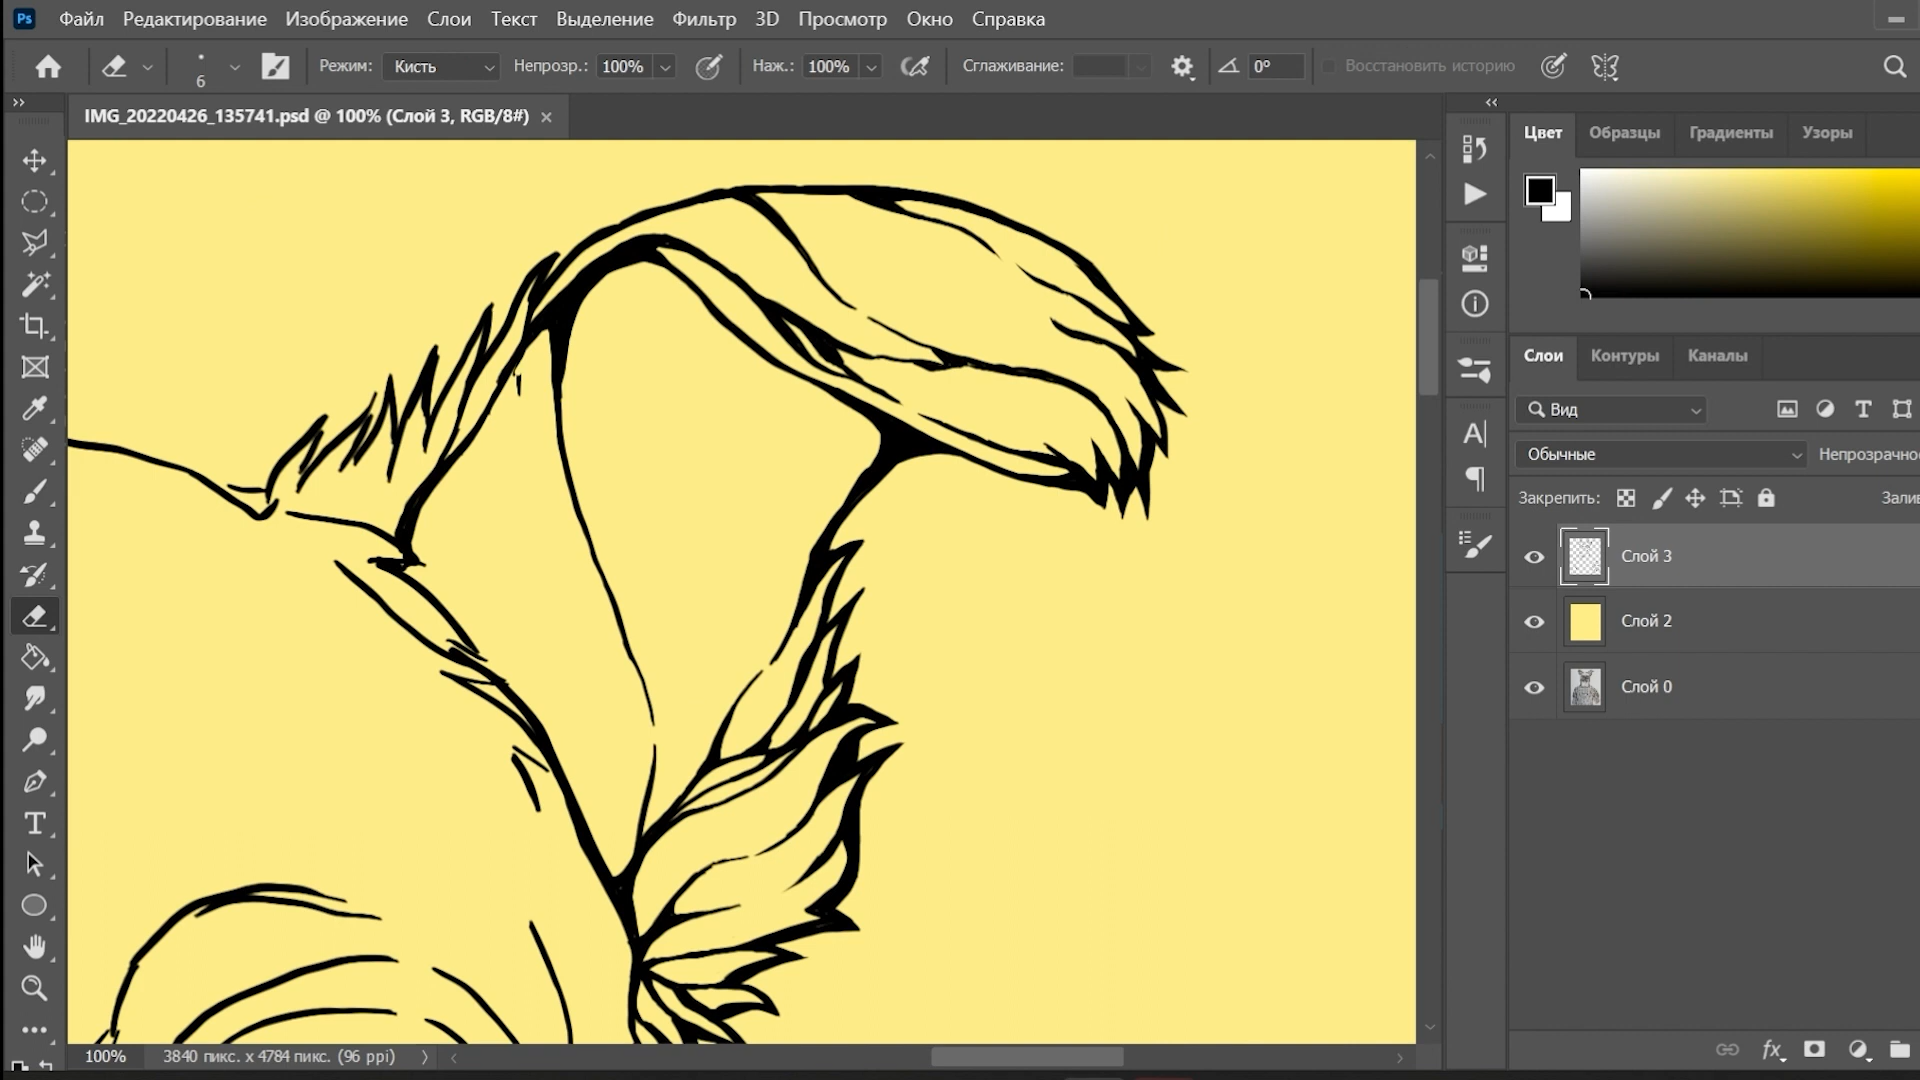 Ps Файл Редактирование Изображение Слои Текст Выделение Фильтр 3D Просмотр Окно Справка
6 Режим: Кисть Непрозр.: 100% Наж.: 100% Сглаживание: 0° Восстановить историю
IMG_20220426_135741.psd @ 100% (Слой 3, RGB/8#)
Цвет Образцы Градиенты Узоры
Слои Контуры Каналы
Вид
Обычные Непрозрачно
Закрепить: Зали
Слой 3
Слой 2
Слой 0
100% 3840 пикс. x 4784 пикс. (96 ppi)
fx